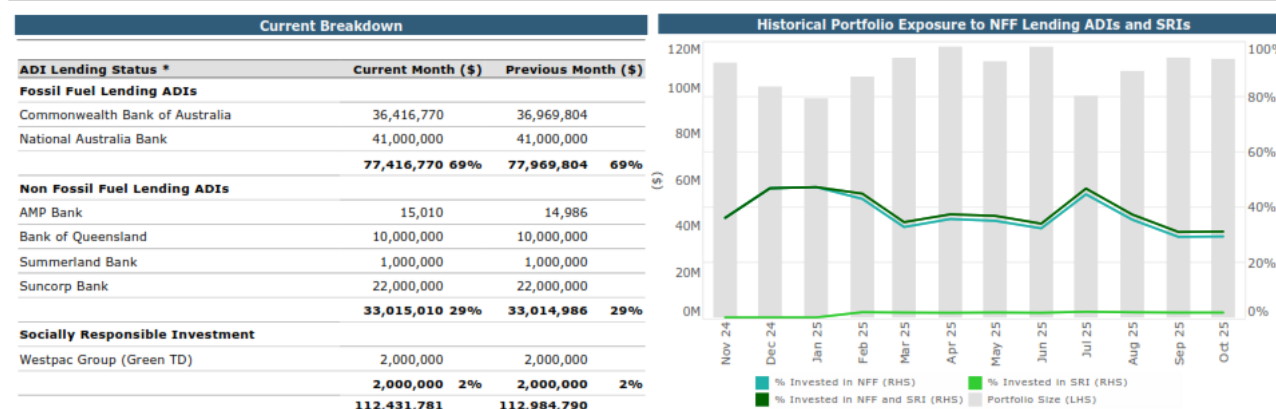 Current Breakdown
ADI Lending Status * Current Month ($) Previous Month ($)
Fossil Fuel Lending ADIs
Commonwealth Bank of Australia 36,416,770 36,969,804
National Australia Bank 41,000,000 41,000,000
77,416,770 69% 77,969,804 69%
Non Fossil Fuel Lending ADIs
AMP Bank 15,010 14,986
Bank of Queensland 10,000,000 10,000,000
Summerland Bank 1,000,000 1,000,000
Suncorp Bank 22,000,000 22,000,000
33,015,010 29% 33,014,986 29%
Socially Responsible Investment
Westpac Group (Green TD) 2,000,000 2,000,000
2,000,000 2% 2,000,000 2%
112,431,781 112,984,790
Historical Portfolio Exposure to NFF Lending ADIs and SRIs
120M 100%
100M
80M 80%
60M 60%
40M 40%
20M 20%
0M 0%
($)
Nov 24 Dec 24 Jan 25 Feb 25 Mar 25 Apr 25 May 25 Jun 25 Jul 25 Aug 25 Sep 25 Oct 25
% Invested in NFF (RHS) % Invested in SRI (RHS)
% Invested in NFF and SRI (RHS) Portfolio Size (LHS)